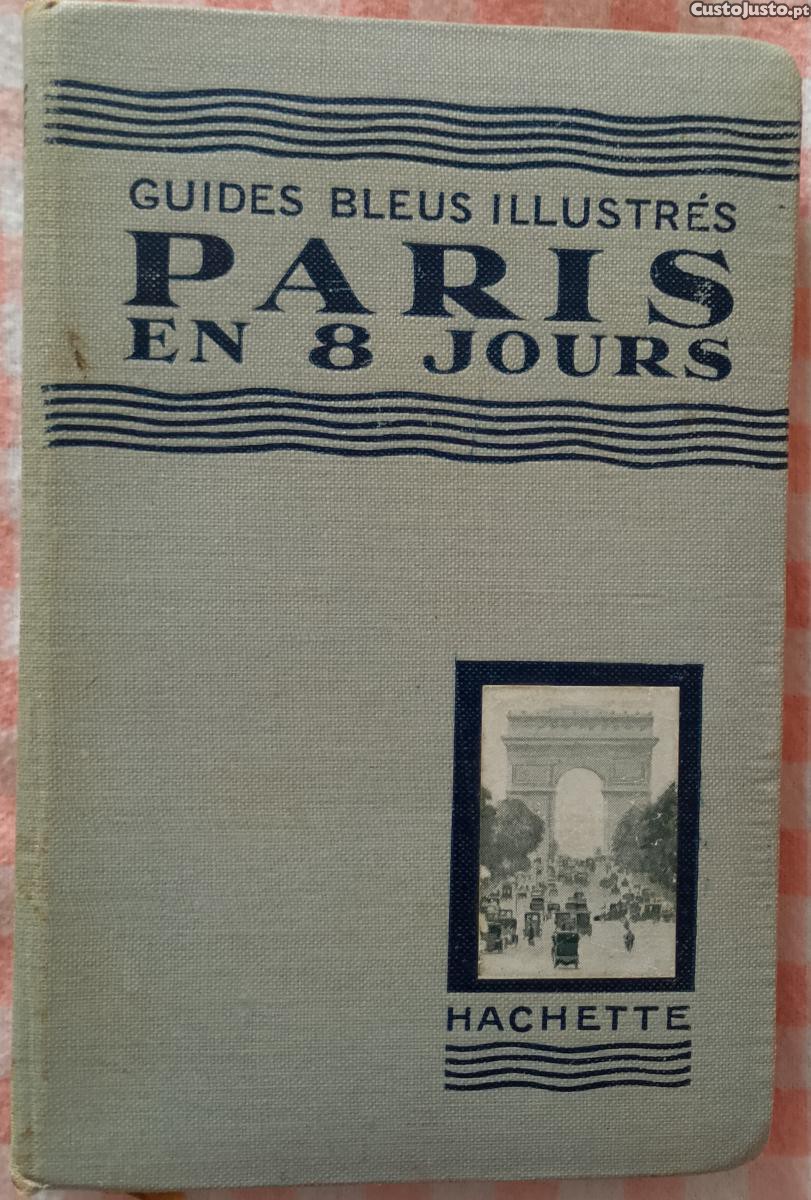 CustoJusto.pt
GUIDES BLEUS ILLUSTRÉS
PARIS
EN 8 JOURS
HACHETTE